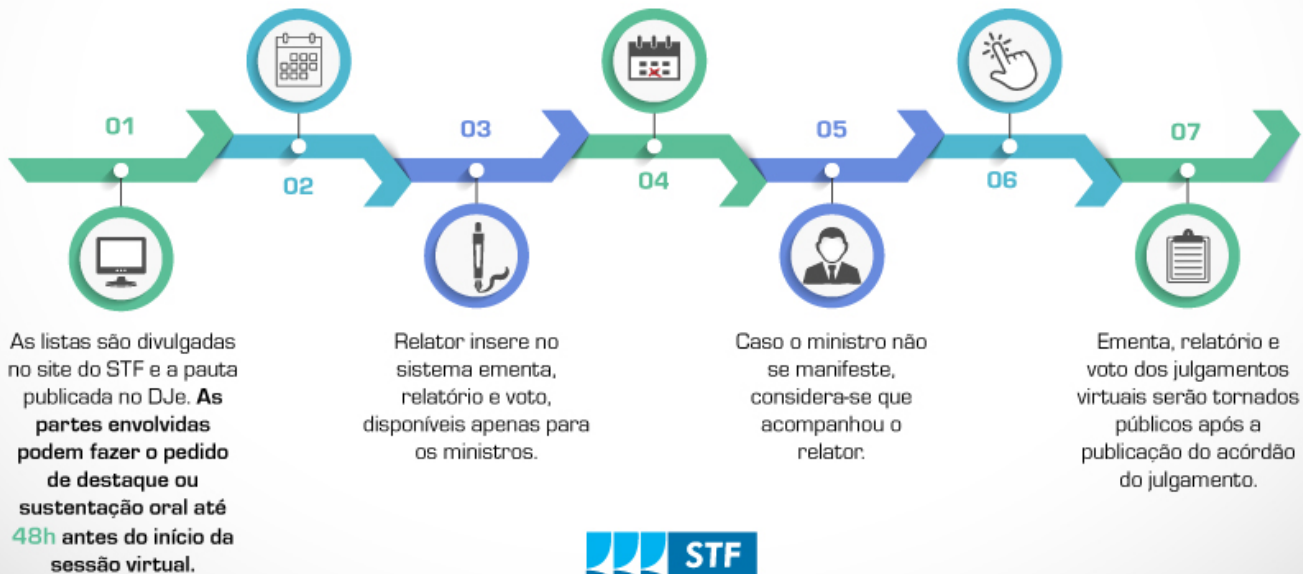 01
02
03
04
05
06
07
As listas são divulgadas
no site do STF e a pauta
publicada no DJe. As
partes envolvidas
podem fazer o pedido
de destaque ou
sustentação oral até
48h antes do início da
sessão virtual.
Relator insere no
sistema ementa,
relatório e voto,
disponíveis apenas para
os ministros.
Caso o ministro não
se manifeste,
considera-se que
acompanhou o
relator.
Ementa, relatório e
voto dos julgamentos
virtuais serão tornados
públicos após a
publicação do acórdão
do julgamento.
STF